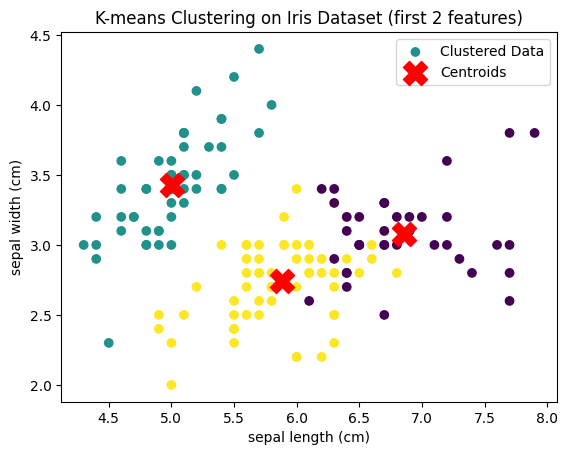 K-means Clustering on Iris Dataset (first 2 features)
Clustered Data
Centroids
4.5
4.0
3.5
3.0
2.5
2.0
sepal width (cm)
4.5 5.0 5.5 6.0 6.5 7.0 7.5 8.0
sepal length (cm)